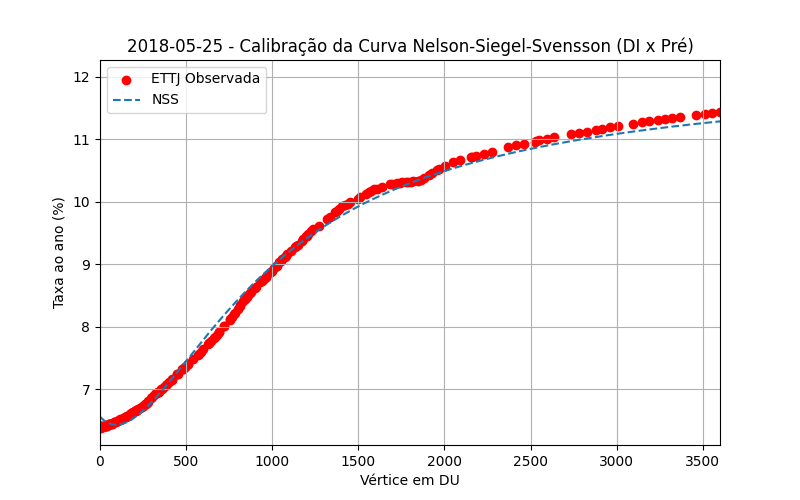 2018-05-25 - Calibração da Curva Nelson-Siegel-Svensson (DI x Pré)
ETTJ Observada
NSS
Taxa ao ano (%)
12
11
10
9
8
7
0 500 1000 1500 2000 2500 3000 3500
Vértice em DU